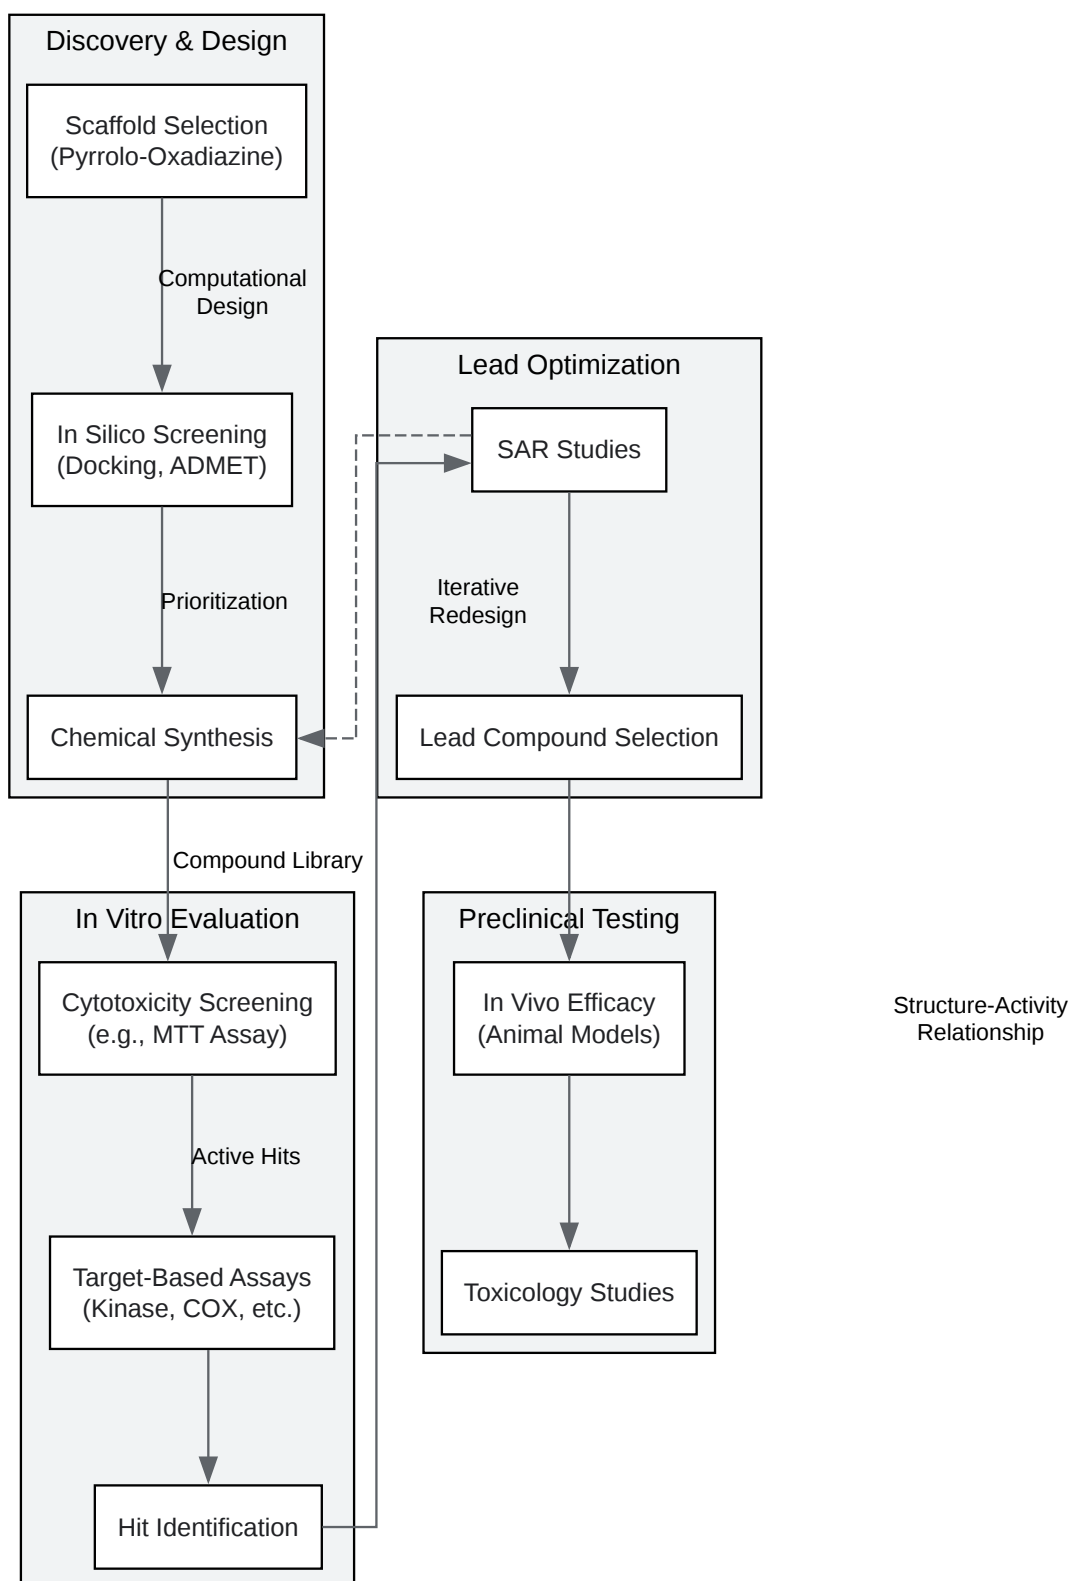 Discovery & Design
Scaffold Selection
(Pyrrolo-Oxadiazine)
Computational
Design
In Silico Screening
(Docking, ADMET)
Prioritization
Chemical Synthesis
Compound Library
In Vitro Evaluation
Cytotoxicity Screening
(e.g., MTT Assay)
Active Hits
Target-Based Assays
(Kinase, COX, etc.)
Hit Identification
Lead Optimization
SAR Studies
Iterative
Redesign
Lead Compound Selection
Preclinical Testing
In Vivo Efficacy
(Animal Models)
Toxicology Studies
Structure-Activity
Relationship